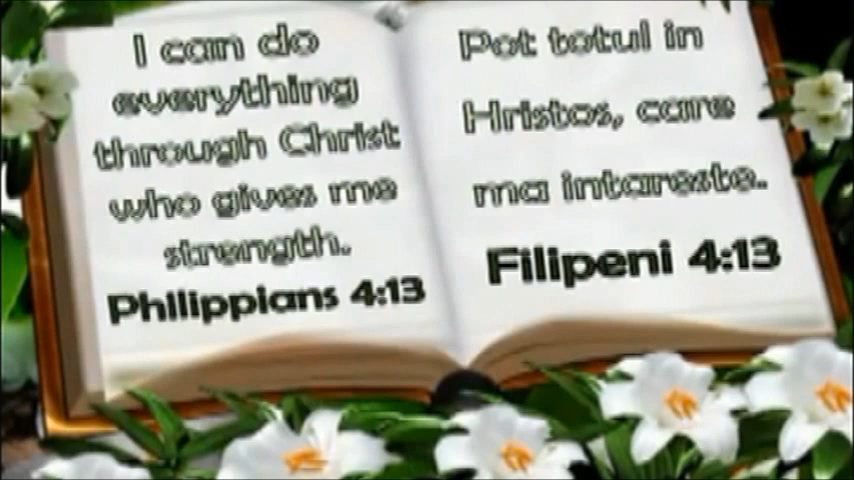 I can do
everything
through Christ
who gives me
strength.
Philippians 4:13
Pot totul in
Hristos, care
ma intareste.
Filipeni 4:13